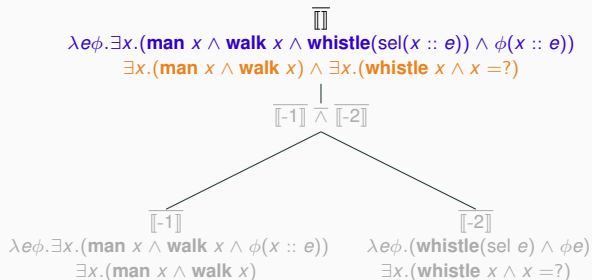 ⟦⟧
λeϕ.∃x.(man x ∧ walk x ∧ whistle(sel(x :: e)) ∧ ϕ(x :: e))
∃x.(man x ∧ walk x) ∧ ∃x.(whistle x ∧ x =?)
⟦-1⟧ ∧ ⟦-2⟧
⟦-1⟧ ⟦-2⟧
λeϕ.∃x.(man x ∧ walk x ∧ ϕ(x :: e)) λeϕ.(whistle(sel e) ∧ ϕe)
∃x.(man x ∧ walk x) ∃x.(whistle x ∧ x =?)